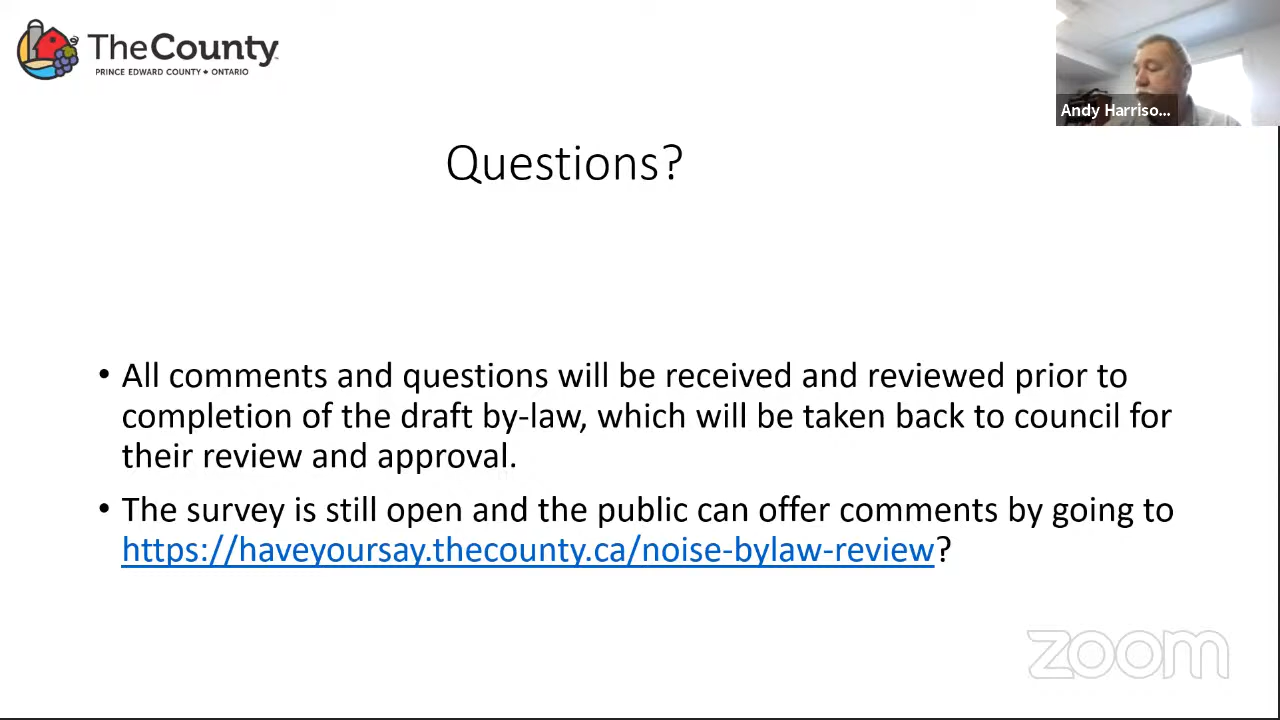 TheCounty
PRINCE EDWARD COUNTY ONTARIO
Andy Harriso...
Questions?
• All comments and questions will be received and reviewed prior to
completion of the draft by-law, which will be taken back to council for
their review and approval.
• The survey is still open and the public can offer comments by going to
https://haveyoursay.thecounty.ca/noise-bylaw-review?
zoom